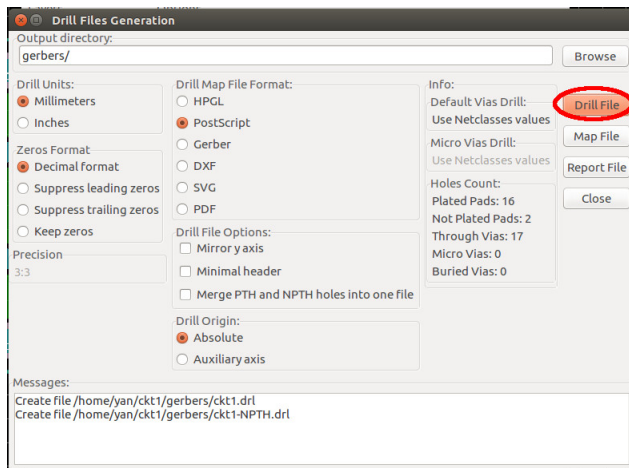 Drill Files Generation
Output directory:
gerbers/
Browse
Drill Units:
Millimeters
Inches
Zeros Format
Decimal format
Suppress leading zeros
Suppress trailing zeros
Keep zeros
Precision
3:3
Drill Map File Format:
HPGL
PostScript
Gerber
DXF
SVG
PDF
Drill File Options:
Mirror y axis
Minimal header
Merge PTH and NPTH holes into one file
Drill Origin:
Absolute
Auxiliary axis
Info:
Default Vias Drill:
Use Netclasses values
Micro Vias Drill:
Use Netclasses values
Holes Count:
Plated Pads: 16
Not Plated Pads: 2
Through Vias: 17
Micro Vias: 0
Buried Vias: 0
Drill File
Map File
Report File
Close
Messages:
Create file /home/yan/ckt1/gerbers/ckt1.drl
Create file /home/yan/ckt1/gerbers/ckt1-NPTH.drl